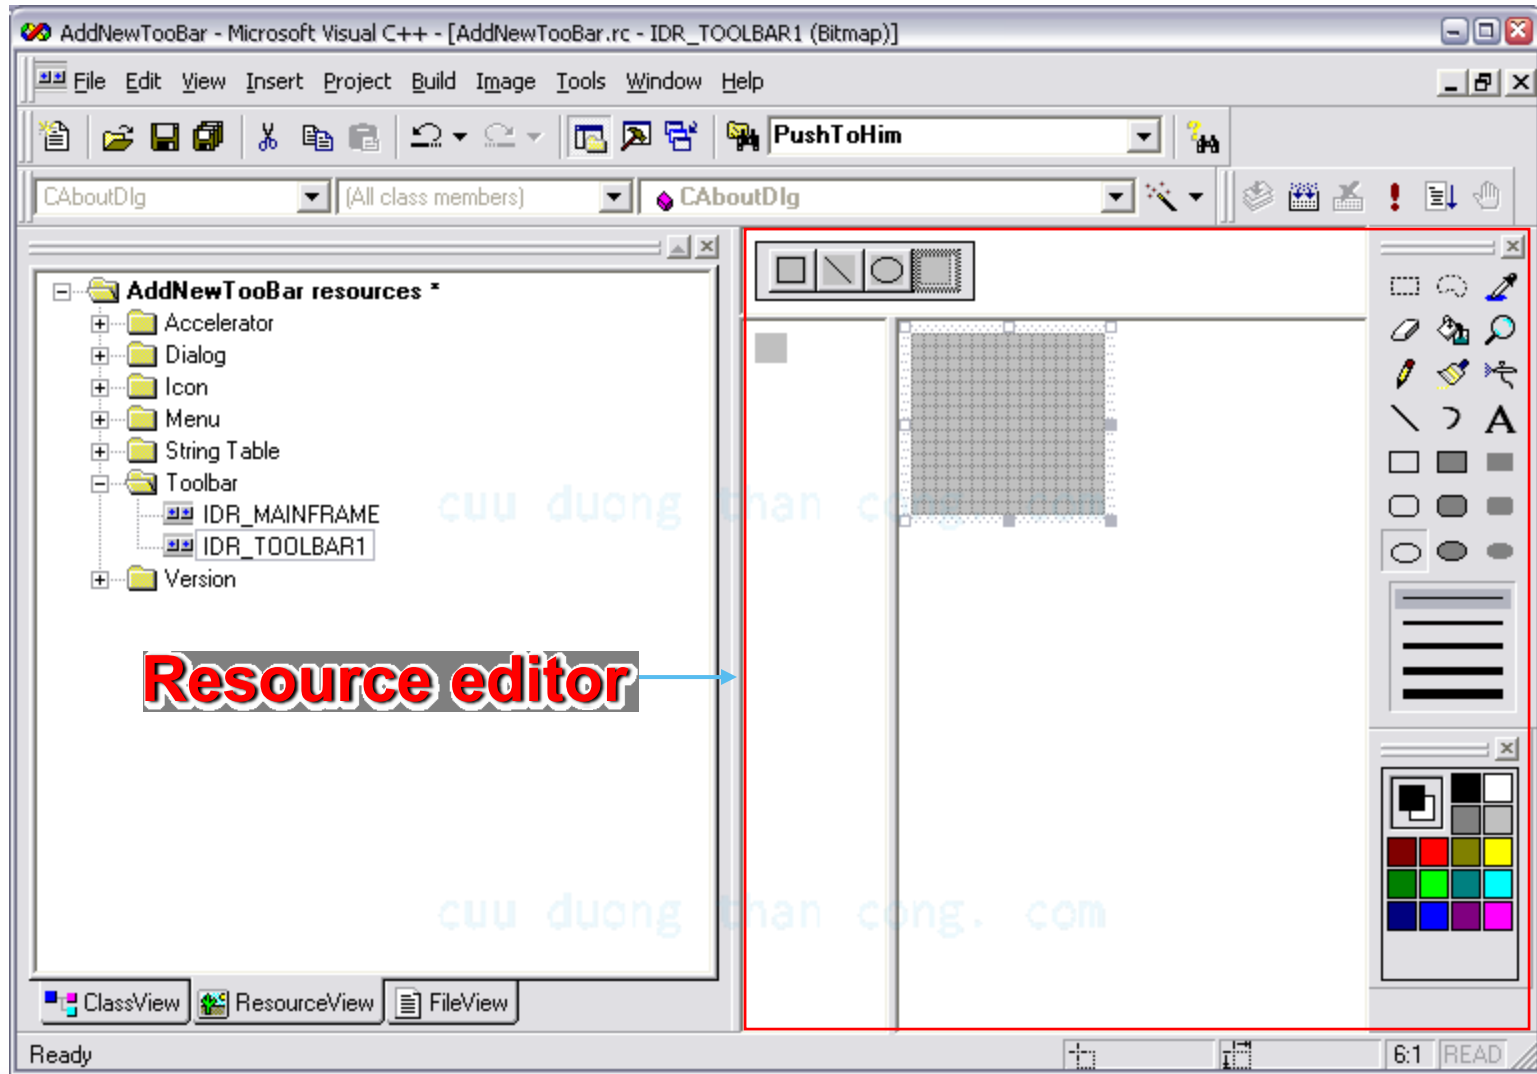 AddNewTooBar - Microsoft Visual C++ - [AddNewTooBar.rc - IDR_TOOLBAR1 (Bitmap)]
File Edit View Insert Project Build Image Tools Window Help
PushToHim
CAboutDlg (All class members) CAboutDlg
AddNewTooBar resources *
Accelerator
Dialog
Icon
Menu
String Table
Toolbar
IDR_MAINFRAME
IDR_TOOLBAR1
Version
cuu duong than cong. com
Resource editor
A
cuu duong than cong. com
ClassView ResourceView FileView
Ready 6:1 READ